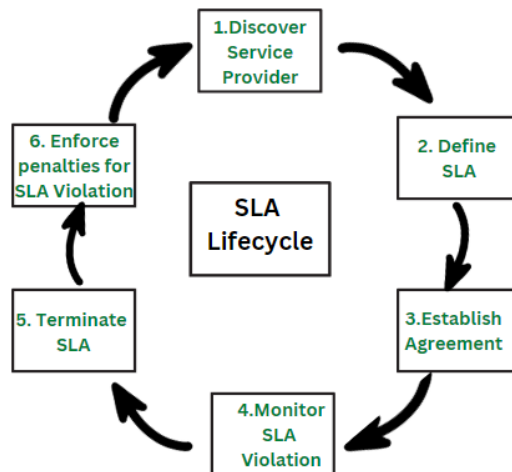 1.Discover
Service
Provider
2. Define
SLA
3.Establish
Agreement
4.Monitor
SLA
Violation
5. Terminate
SLA
6. Enforce
penalties for
SLA Violation
SLA
Lifecycle